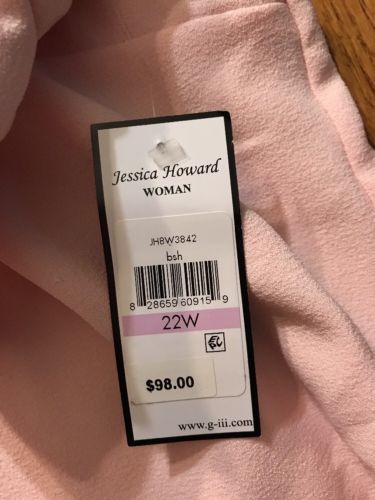 Jessica Howard
WOMAN
JH8W3842
bsh
8 28659 60915 9
22W
$98.00
www.g-iii.com